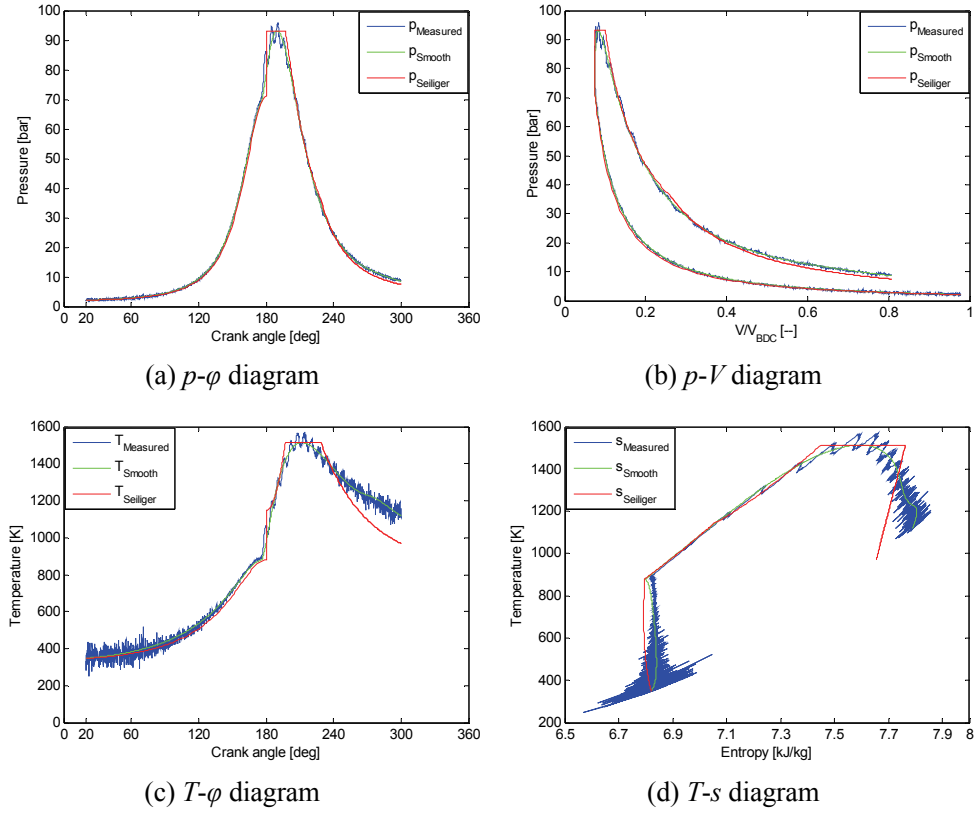 100
90
80
70
60
50
40
30
20
10
0
Pressure [bar]
0 20 60 120 180 240 300 360
Crank angle [deg]
pMeasured
pSmooth
pSeiliger
(a) p-φ diagram
100
90
80
70
60
50
40
30
20
10
0
Pressure [bar]
0 0.2 0.4 0.6 0.8 1
V/VBDC [--]
pMeasured
pSmooth
pSeiliger
(b) p-V diagram
1600
1400
1200
1000
800
600
400
200
0
Temperature [K]
0 20 60 120 180 240 300 360
Crank angle [deg]
TMeasured
TSmooth
TSeiliger
(c) T-φ diagram
1600
1400
1200
1000
800
600
400
200
Temperature [K]
6.5 6.7 6.9 7.1 7.3 7.5 7.7 7.9 8
Entropy [kJ/kg]
sMeasured
sSmooth
sSeiliger
(d) T-s diagram